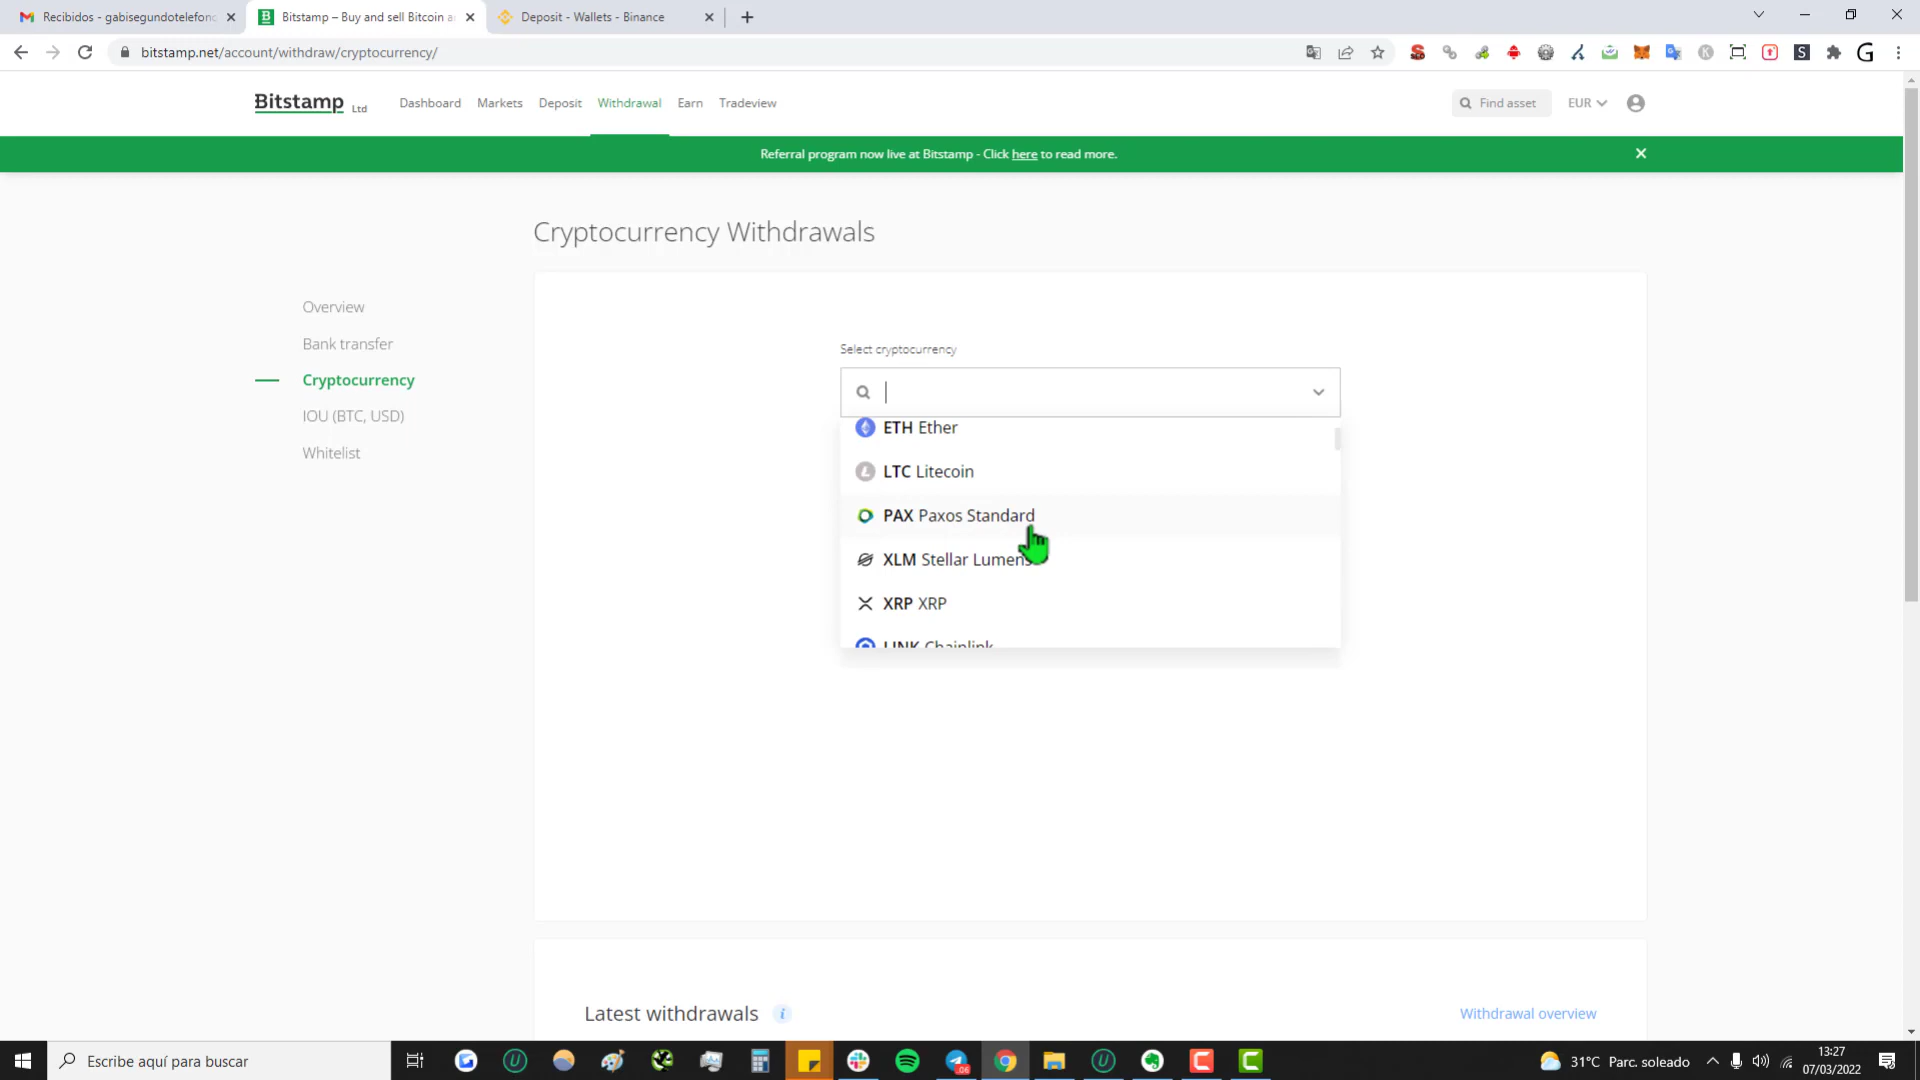 Recibidos - gabisegundotelefono
Bitstamp – Buy and sell Bitcoin a
Deposit - Wallets - Binance
bitstamp.net/account/withdraw/cryptocurrency/
Bitstamp Ltd
Dashboard
Markets
Deposit
Withdrawal
Earn
Tradeview
Find asset
EUR
Referral program now live at Bitstamp - Click here to read more.
Cryptocurrency Withdrawals
Overview
Bank transfer
Cryptocurrency
IOU (BTC, USD)
Whitelist
Select cryptocurrency
ETH Ether
LTC Litecoin
PAX Paxos Standard
XLM Stellar Lumens
XRP XRP
LINK Chainlink
Latest withdrawals
Withdrawal overview
Escribe aquí para buscar
31°C Parc. soleado
13:27
07/03/2022